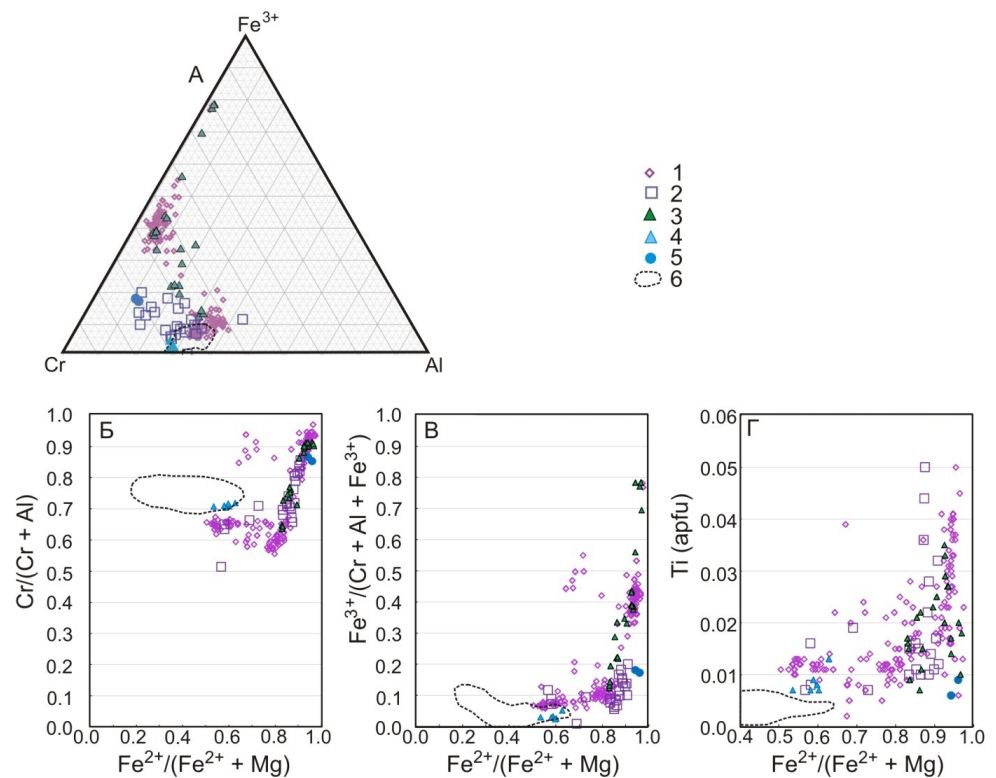 Fe³⁺
А
Cr
Al
1
2
3
4
5
6
Б
Cr/(Cr + Al)
1.0
0.9
0.8
0.7
0.6
0.5
0.4
0.3
0.2
0.1
0.0
0.0 0.2 0.4 0.6 0.8 1.0
Fe²⁺/(Fe²⁺ + Mg)
В
Fe³⁺/(Cr + Al + Fe³⁺)
1.0
0.9
0.8
0.7
0.6
0.5
0.4
0.3
0.2
0.1
0.0
0.0 0.2 0.4 0.6 0.8 1.0
Fe²⁺/(Fe²⁺ + Mg)
Г
Ti (apfu)
0.06
0.05
0.04
0.03
0.02
0.01
0.00
0.4 0.5 0.6 0.7 0.8 0.9 1.0
Fe²⁺/(Fe²⁺ + Mg)